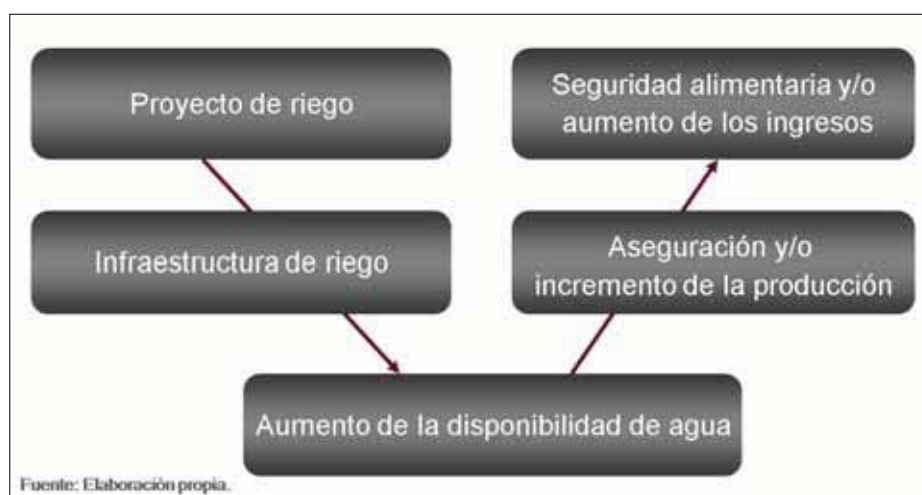 Proyecto de riego
Infraestructura de riego
Aumento de la disponibilidad de agua
Aseguración y/o
incremento de la producción
Seguridad alimentaria y/o
aumento de los ingresos
Fuente: Elaboración propia.